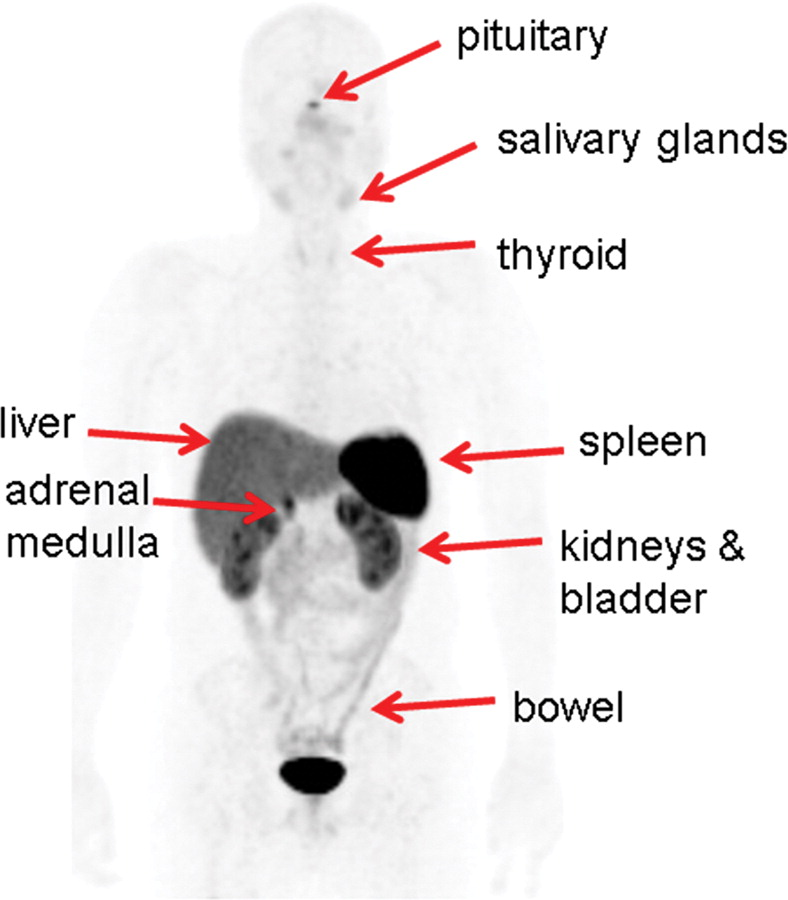 pituitary
salivary glands
thyroid
liver
spleen
adrenal
medulla
kidneys &
bladder
bowel